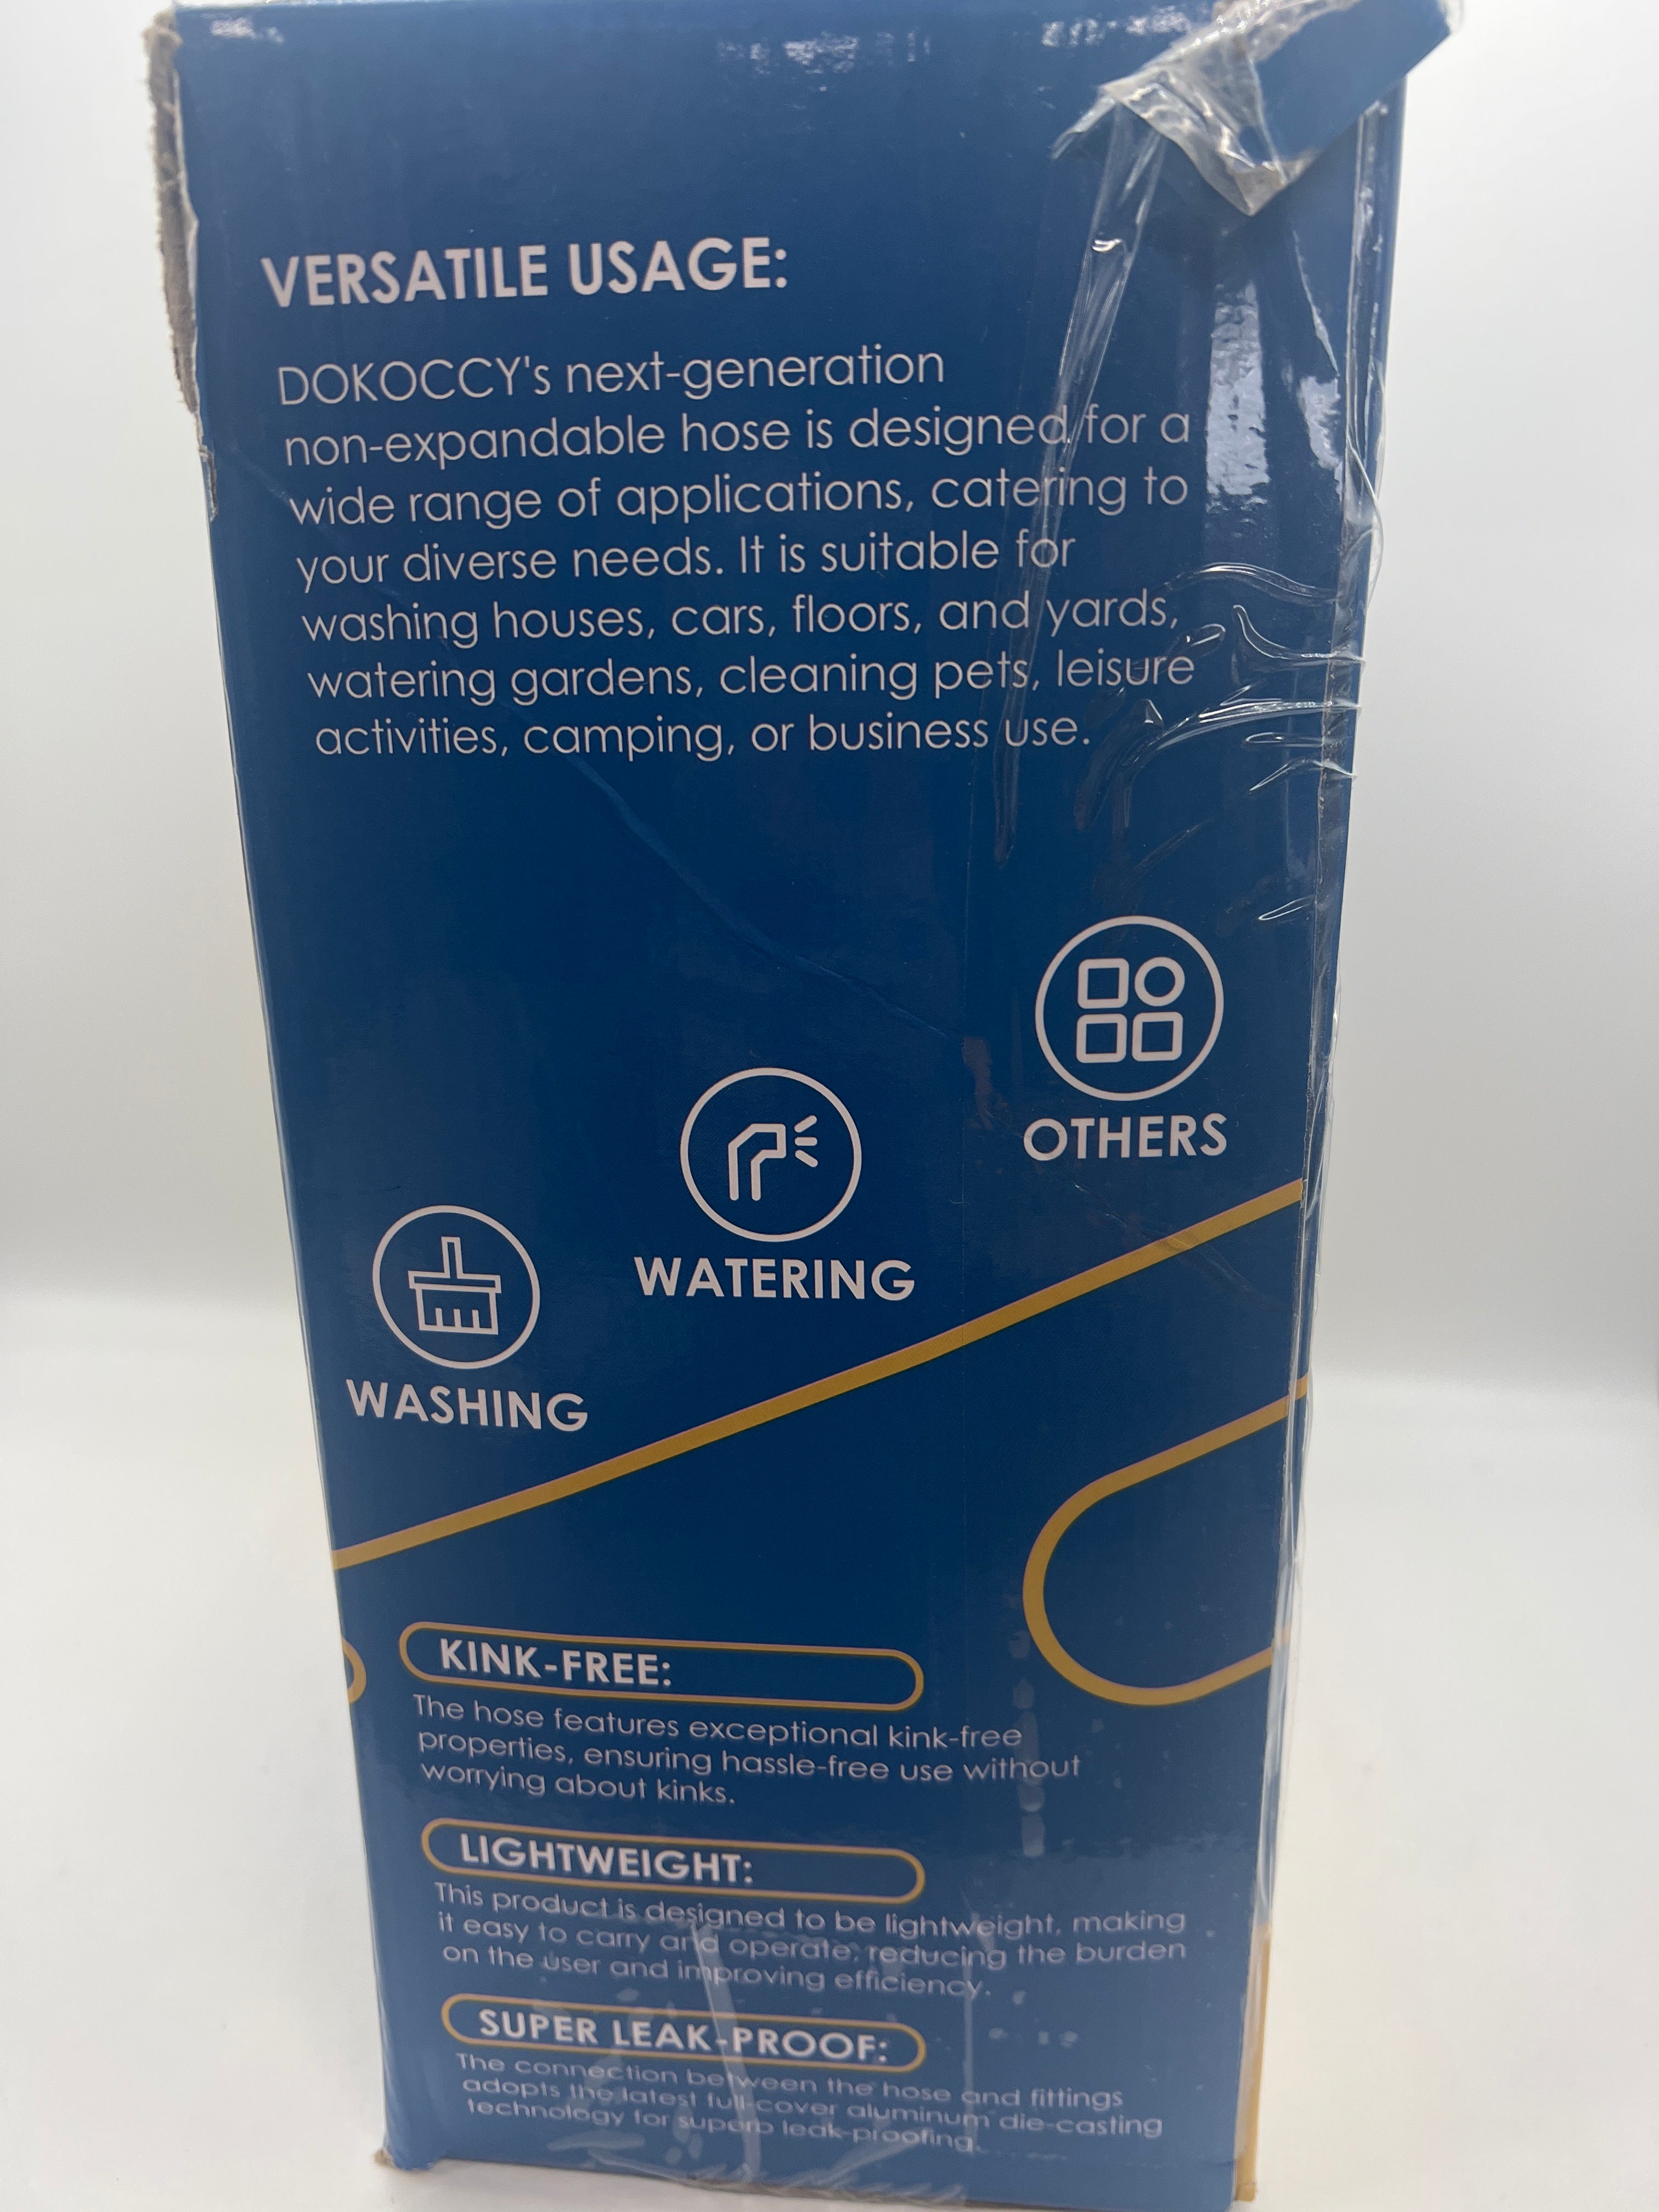 VERSATILE USAGE:
DOKOCCY's next-generation
non-expandable hose is designed for a
wide range of applications, catering to
your diverse needs. It is suitable for
washing houses, cars, floors, and yards,
watering gardens, cleaning pets, leisure
activities, camping, or business use.
OTHERS
WATERING
WASHING
KINK-FREE:
The hose features exceptional kink-free
properties, ensuring hassle-free use without
worrying about kinks.
LIGHTWEIGHT:
This product is designed to be lightweight, making
it easy to carry and operate, reducing the burden
on the user and improving efficiency.
SUPER LEAK-PROOF:
The connection between the hose and fittings
adopts the latest full-cover aluminum die-casting
technology for superb leak-proofing.